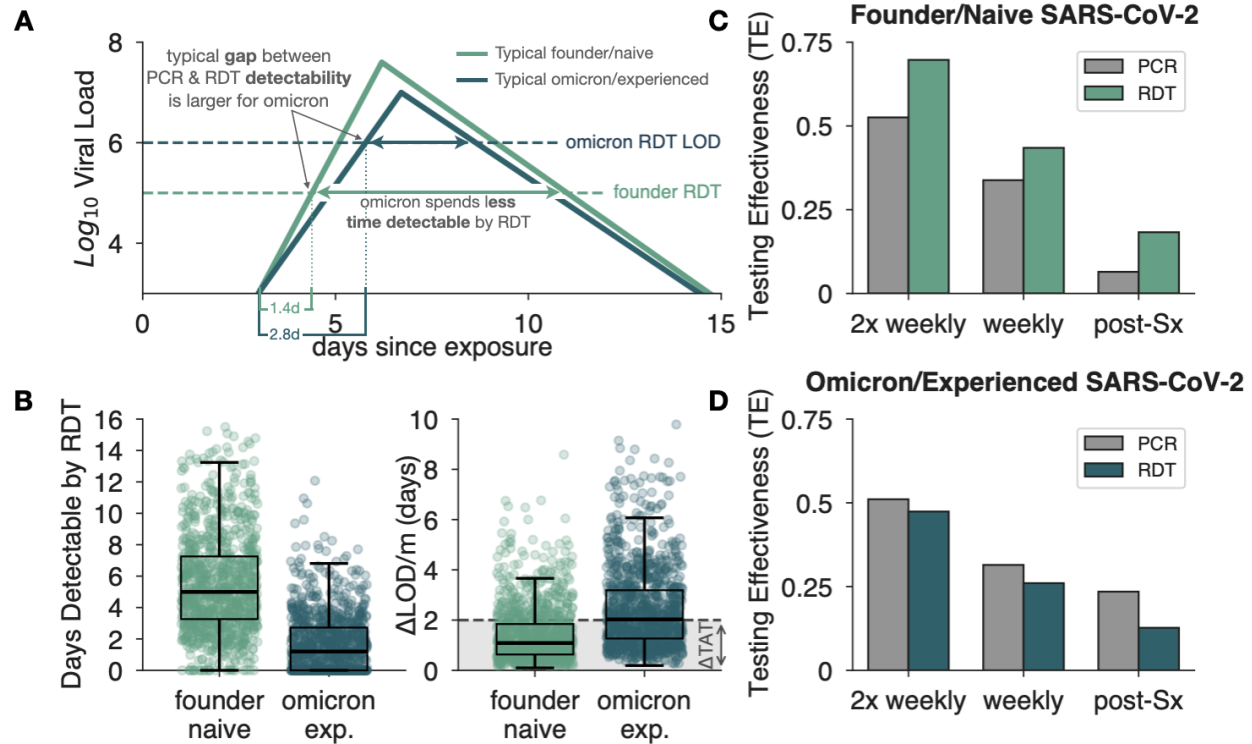 A
8
6
4
Log10 Viral Load
typical gap between
PCR & RDT detectability
is larger for omicron
Typical founder/naive
Typical omicron/experienced
omicron RDT LOD
founder RDT
omicron spends less
time detectable by RDT
1.4d
2.8d
0
5
10
15
days since exposure
B
Days Detectable by RDT
16
14
12
10
8
6
4
2
0
founder
naive
omicron
exp.
ΔLOD/m (days)
10
8
6
4
2
0
ΔTAT
founder
naive
omicron
exp.
C
Founder/Naive SARS-CoV-2
Testing Effectiveness (TE)
0.75
0.5
0.25
0
PCR
RDT
2x weekly
weekly
post-Sx
D
Omicron/Experienced SARS-CoV-2
Testing Effectiveness (TE)
0.75
0.5
0.25
0
PCR
RDT
2x weekly
weekly
post-Sx